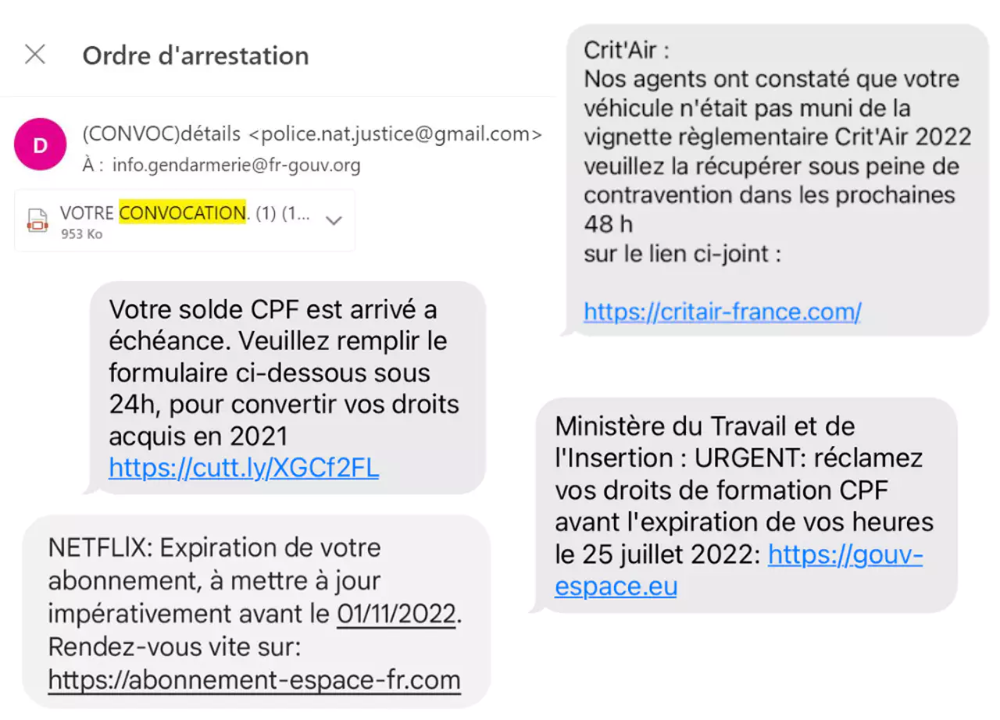 Ordre d'arrestation
D
(CONVOC)détails <police.nat.justice@gmail.com>
À : info.gendarmerie@fr-gouv.org
VOTRE CONVOCATION. (1) (1...
953 Ko
Crit'Air :
Nos agents ont constaté que votre
véhicule n'était pas muni de la
vignette règlementaire Crit'Air 2022
veuillez la récupérer sous peine de
contravention dans les prochaines
48 h
sur le lien ci-joint :
https://critair-france.com/
Votre solde CPF est arrivé a
échéance. Veuillez remplir le
formulaire ci-dessous sous
24h, pour convertir vos droits
acquis en 2021
https://cutt.ly/XGCf2FL
Ministère du Travail et de
l'Insertion : URGENT: réclamez
vos droits de formation CPF
avant l'expiration de vos heures
le 25 juillet 2022: https://gouv-
espace.eu
NETFLlX: Expiration de votre
abonnement, à mettre à jour
impérativement avant le 01/11/2022.
Rendez-vous vite sur:
https://abonnement-espace-fr.com